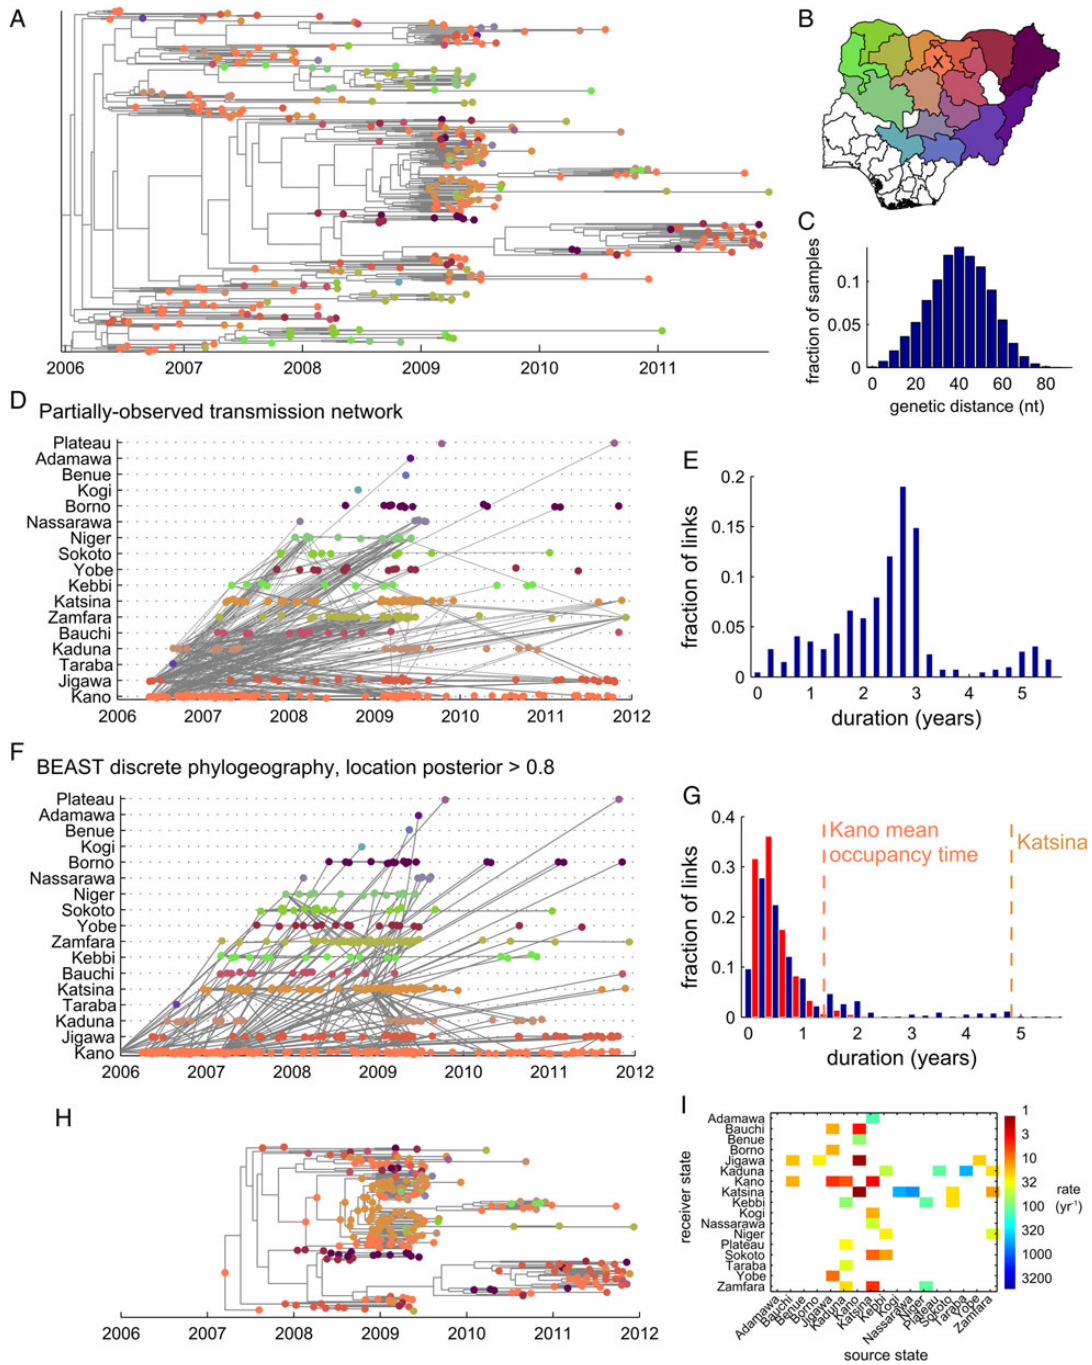 A
B
X
2006 2007 2008 2009 2010 2011
C
fraction of samples
0.1
0.05
0
0 20 40 60 80
genetic distance (nt)
D Partially-observed transmission network
Plateau
Adamawa
Benue
Kogi
Borno
Nassarawa
Niger
Sokoto
Yobe
Kebbi
Katsina
Zamfara
Bauchi
Kaduna
Taraba
Jigawa
Kano
2006 2007 2008 2009 2010 2011 2012
E
fraction of links
0.2
0.15
0.1
0.05
0
0 1 2 3 4 5
duration (years)
F BEAST discrete phylogeography, location posterior > 0.8
Plateau
Adamawa
Benue
Kogi
Borno
Nassarawa
Niger
Sokoto
Yobe
Zamfara
Kebbi
Bauchi
Katsina
Taraba
Kaduna
Jigawa
Kano
2006 2007 2008 2009 2010 2011 2012
G
fraction of links
0.4
0.3
0.2
0.1
0
Kano mean
occupancy time
Katsina
0 1 2 3 4 5
duration (years)
H
2006 2007 2008 2009 2010 2011 2012
I
receiver state
Adamawa
Bauchi
Benue
Borno
Jigawa
Kaduna
Kano
Katsina
Kebbi
Kogi
Nassarawa
Niger
Plateau
Sokoto
Taraba
Yobe
Zamfara
Adamawa
Bauchi
Benue
Borno
Jigawa
Kaduna
Kano
Katsina
Kebbi
Kogi
Nassarawa
Niger
Plateau
Sokoto
Taraba
Yobe
Zamfara
source state
1
3
10
32
100
320
1000
3200
rate
(yr⁻¹)